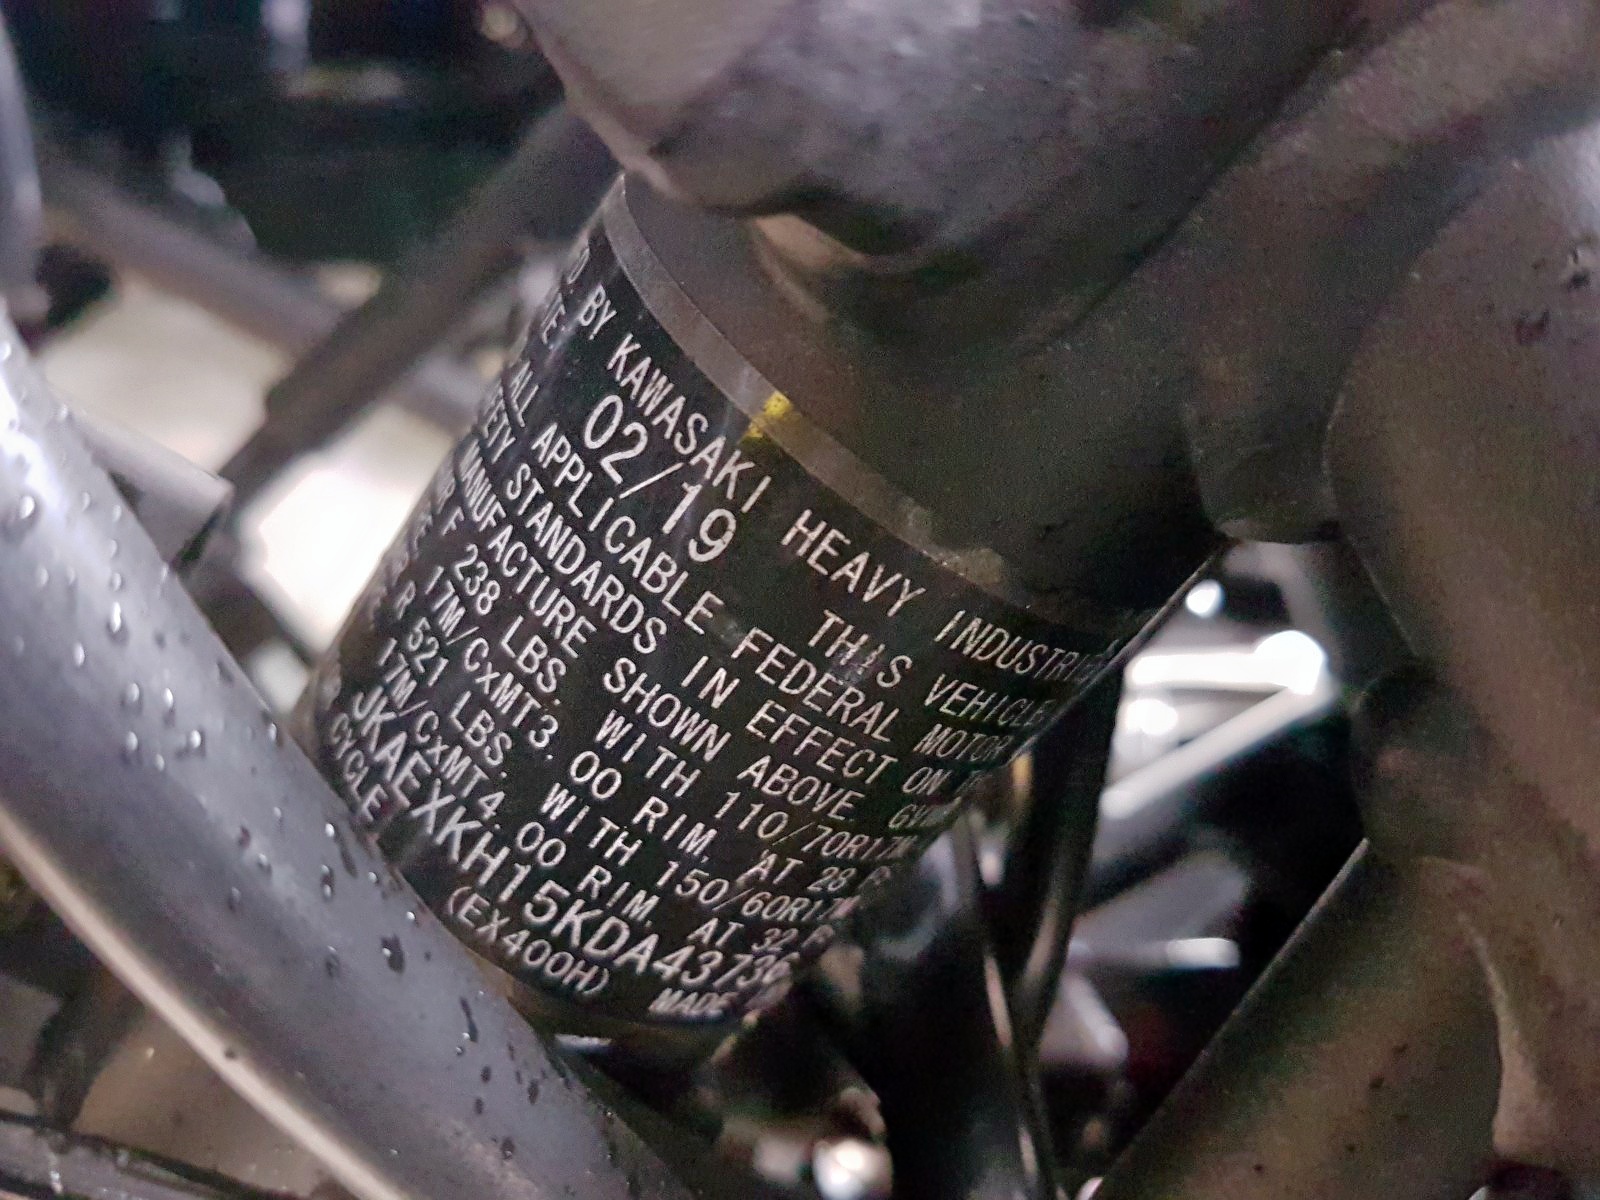 BY KAWASAKI HEAVY INDUSTRIES
02/19 THIS VEHICLE
ALL APPLICABLE FEDERAL MOTOR
STANDARDS IN EFFECT ON
MANUFACTURE SHOWN ABOVE
F 238 LBS. WITH 110/70R17M
17M/CxMT3.00 RIM. AT 28
R 521 LBS. WITH 150/60R17M
17M/CxMT4.00 RIM. AT 32
JKAEXKH15KDA4373
CYCLE (EX400H) MADE